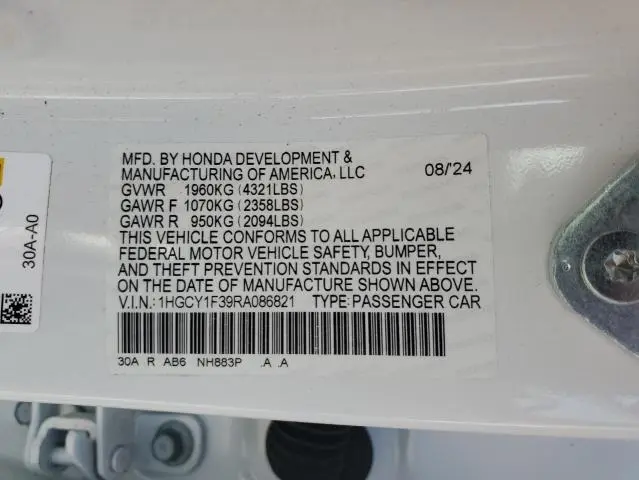 MFD. BY HONDA DEVELOPMENT &
MANUFACTURING OF AMERICA, LLC 08/'24
GVWR 1960KG (4321LBS)
GAWR F 1070KG (2358LBS)
GAWR R 950KG (2094LBS)
THIS VEHICLE CONFORMS TO ALL APPLICABLE
FEDERAL MOTOR VEHICLE SAFETY, BUMPER,
AND THEFT PREVENTION STANDARDS IN EFFECT
ON THE DATE OF MANUFACTURE SHOWN ABOVE.
V.I.N.: 1HGCY1F39RA086821 TYPE: PASSENGER CAR
30A R AB6 NH883P .A .A
30A-A0